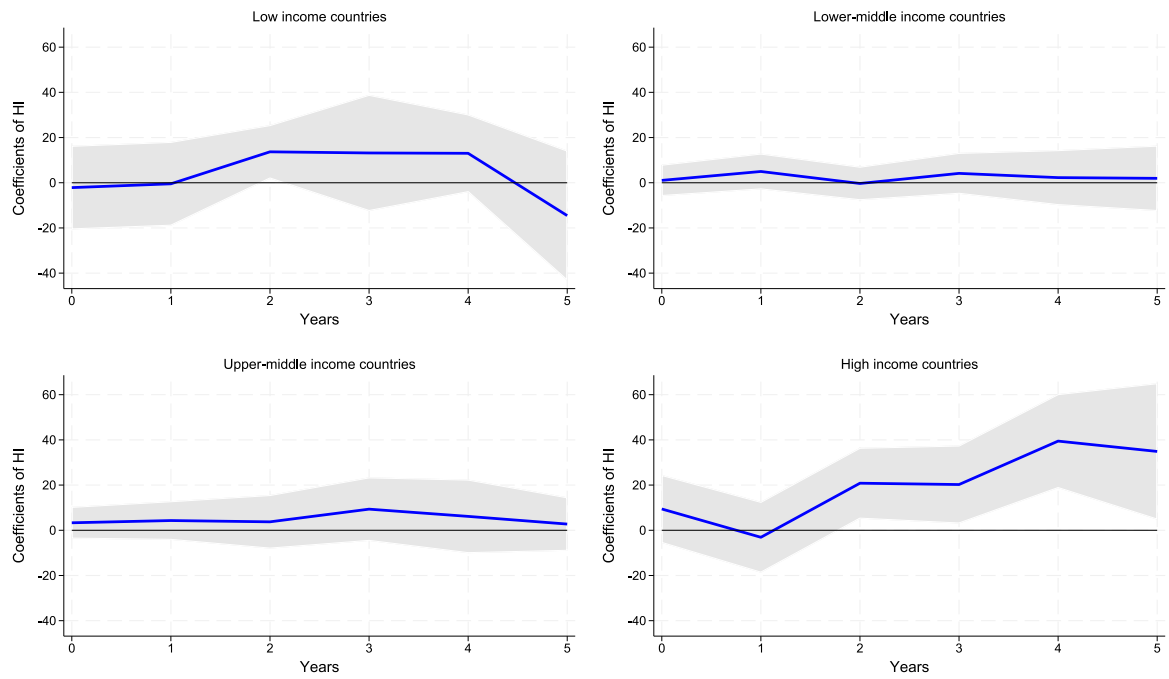 Low income countries
Coefficients of HI
60
40
20
0
-20
-40
0 1 2 3 4 5
Years
Lower-middle income countries
Coefficients of HI
60
40
20
0
-20
-40
0 1 2 3 4 5
Years
Upper-middle income countries
Coefficients of HI
60
40
20
0
-20
-40
0 1 2 3 4 5
Years
High income countries
Coefficients of HI
60
40
20
0
-20
-40
0 1 2 3 4 5
Years